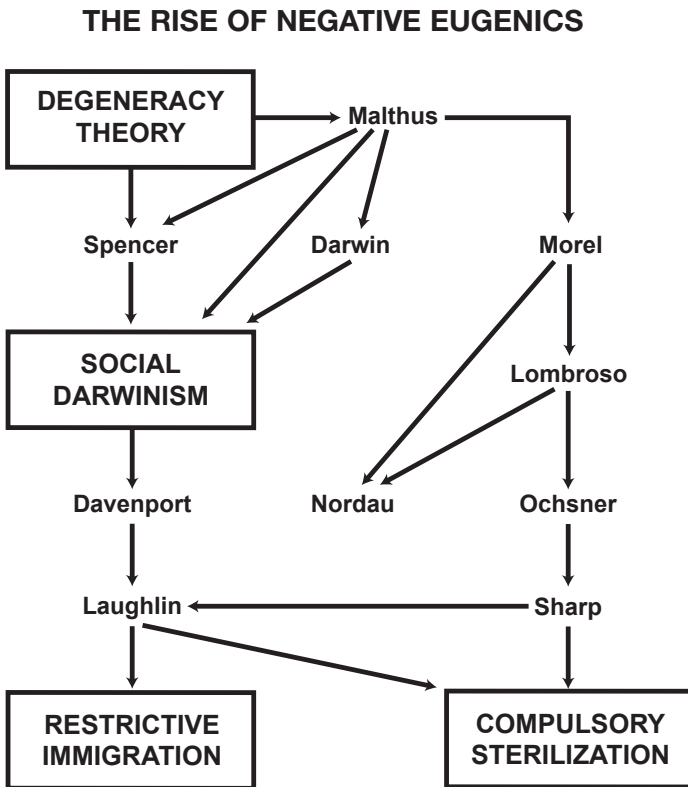 THE RISE OF NEGATIVE EUGENICS
DEGENERACY
THEORY
Malthus
Spencer
Darwin
Morel
SOCIAL
DARWINISM
Lombroso
Davenport
Nordau
Ochsner
Laughlin
Sharp
RESTRICTIVE
IMMIGRATION
COMPULSORY
STERILIZATION